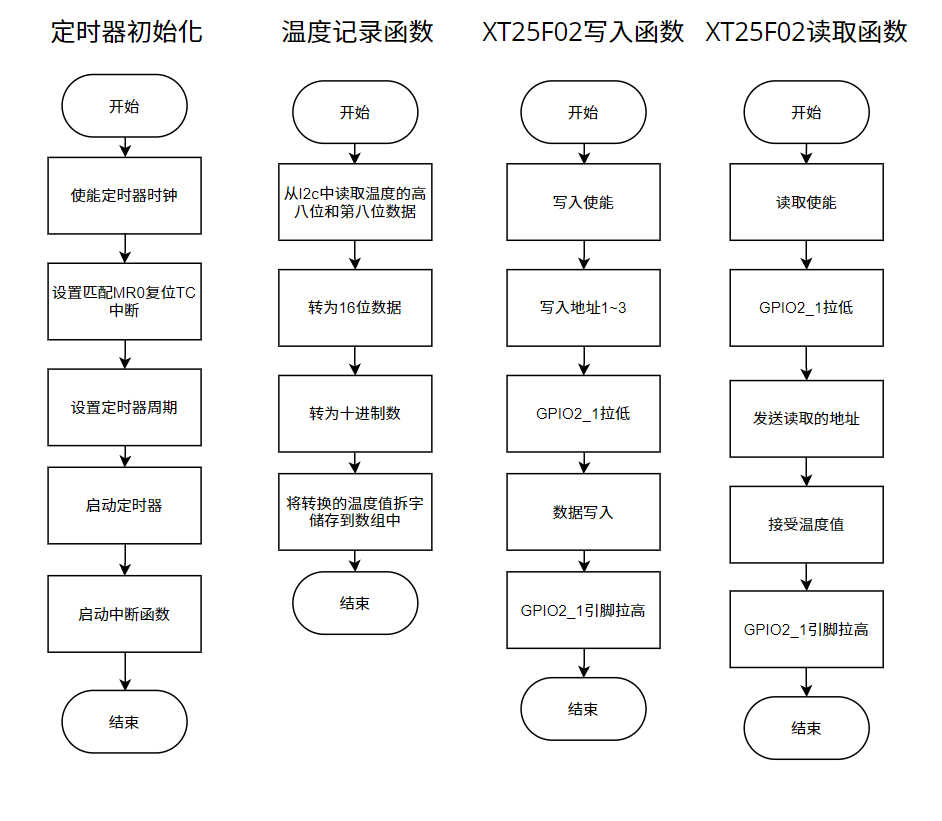 定时器初始化
开始
使能定时器时钟
设置匹配MR0复位TC
中断
设置定时器周期
启动定时器
启动中断函数
结束
温度记录函数
开始
从I2c中读取温度的高
八位和第八位数据
转为16位数据
转为十进制数
将转换的温度值拆字
储存到数组中
结束
XT25F02写入函数
开始
写入使能
写入地址1~3
GPIO2_1拉低
数据写入
GPIO2_1引脚拉高
结束
XT25F02读取函数
开始
读取使能
GPIO2_1拉低
发送读取的地址
接受温度值
GPIO2_1引脚拉高
结束